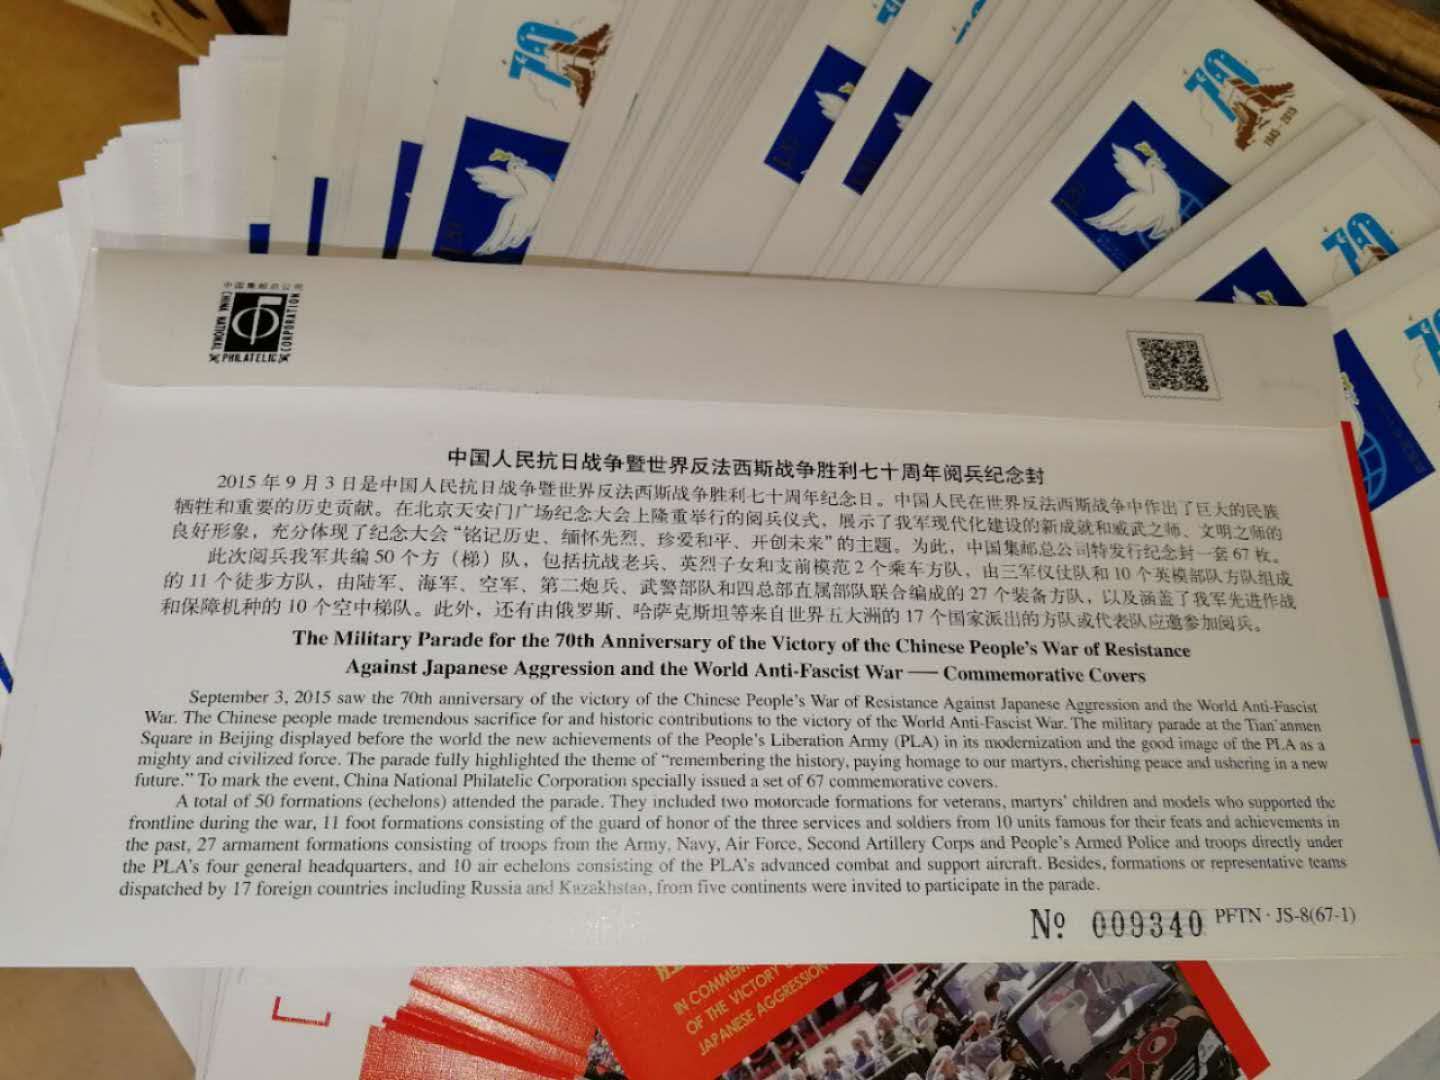 70
70
1945-2015
70
1.20
1.20
中国集邮总公司
CHINA NATIONAL
PHILATELIC
CORPORATION
中国人民抗日战争暨世界反法西斯战争胜利七十周年阅兵纪念封
2015年9月3日是中国人民抗日战争暨世界反法西斯战争胜利七十周年纪念日。中国人民在世界反法西斯战争中作出了巨大的民族
牺牲和重要的历史贡献。在北京天安门广场纪念大会上隆重举行的阅兵仪式，展示了我军现代化建设的新成就和威武之师、文明之师的
良好形象，充分体现了纪念大会“铭记历史、缅怀先烈、珍爱和平、开创未来”的主题。为此，中国集邮总公司特发行纪念封一套67枚。
此次阅兵我军共编50个方（梯）队，包括抗战老兵、英烈子女和支前模范2个乘车方队，由三军仪仗队和10个英模部队方队组成
的11个徒步方队，由陆军、海军、空军、第二炮兵、武警部队和四总部直属部队联合编成的27个装备方队，以及涵盖了我军先进作战
和保障机种的10个空中梯队。此外，还有由俄罗斯、哈萨克斯坦等来自世界五大洲的17个国家派出的方队或代表队应邀参加阅兵。
The Military Parade for the 70th Anniversary of the Victory of the Chinese People's War of Resistance
Against Japanese Aggression and the World Anti-Fascist War — Commemorative Covers
September 3, 2015 saw the 70th anniversary of the victory of the Chinese People's War of Resistance Against Japanese Aggression and the World Anti-Fascist
War. The Chinese people made tremendous sacrifice for and historic contributions to the victory of the World Anti-Fascist War. The military parade at the Tian'anmen
Square in Beijing displayed before the world the new achievements of the People's Liberation Army (PLA) in its modernization and the good image of the PLA as a
mighty and civilized force. The parade fully highlighted the theme of “remembering the history, paying homage to our martyrs, cherishing peace and ushering in a new
future.” To mark the event, China National Philatelic Corporation specially issued a set of 67 commemorative covers.
A total of 50 formations (echelons) attended the parade. They included two motorcade formations for veterans, martyrs' children and models who supported the
frontline during the war, 11 foot formations consisting of the guard of honor of the three services and soldiers from 10 units famous for their feats and achievements in
the past, 27 armament formations consisting of troops from the Army, Navy, Air Force, Second Artillery Corps and People's Armed Police and troops directly under
the PLA's four general headquarters, and 10 air echelons consisting of the PLA's advanced combat and support aircraft. Besides, formations or representative teams
dispatched by 17 foreign countries including Russia and Kazakhstan, from five continents were invited to participate in the parade.
№ 009340 PFTN·JS-8(67-1)
IN COMMEM
OF THE VICTORY
JAPANESE AGGRESSION
70